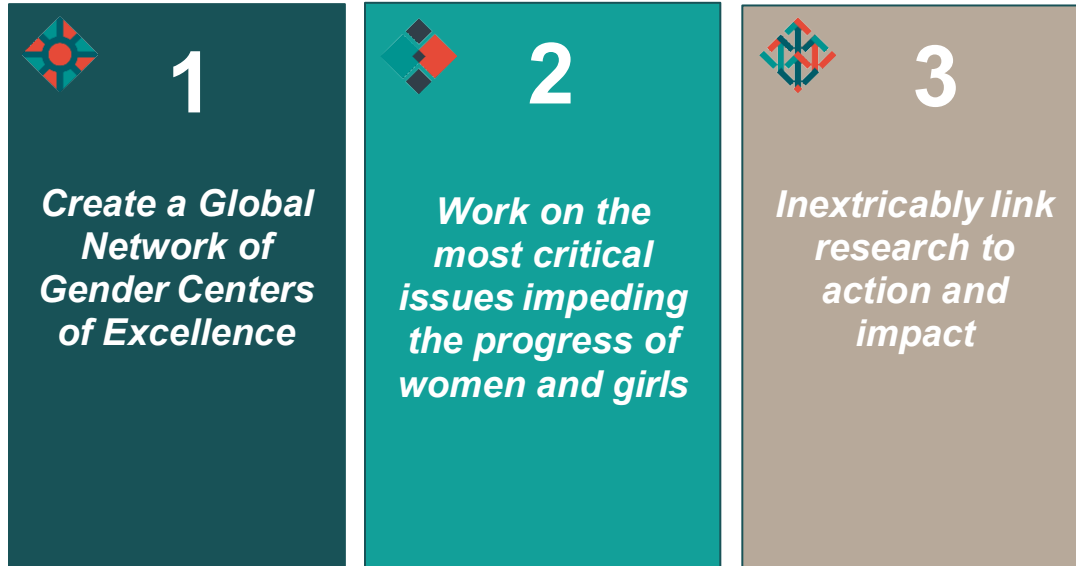 1
Create a Global
Network of
Gender Centers
of Excellence
2
Work on the
most critical
issues impeding
the progress of
women and girls
3
Inextricably link
research to
action and
impact